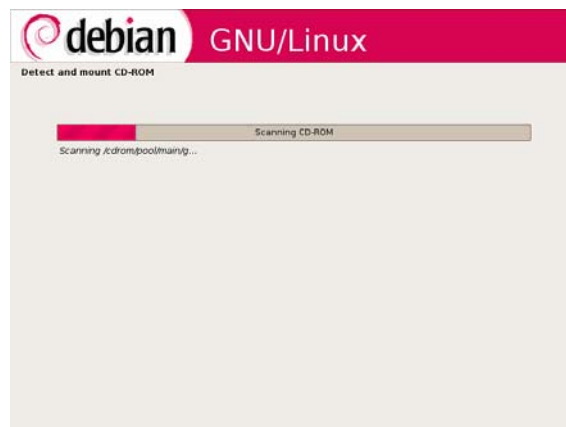 debian GNU/Linux
Detect and mount CD-ROM
Scanning CD-ROM
Scanning /cdrom/pool/main/g...